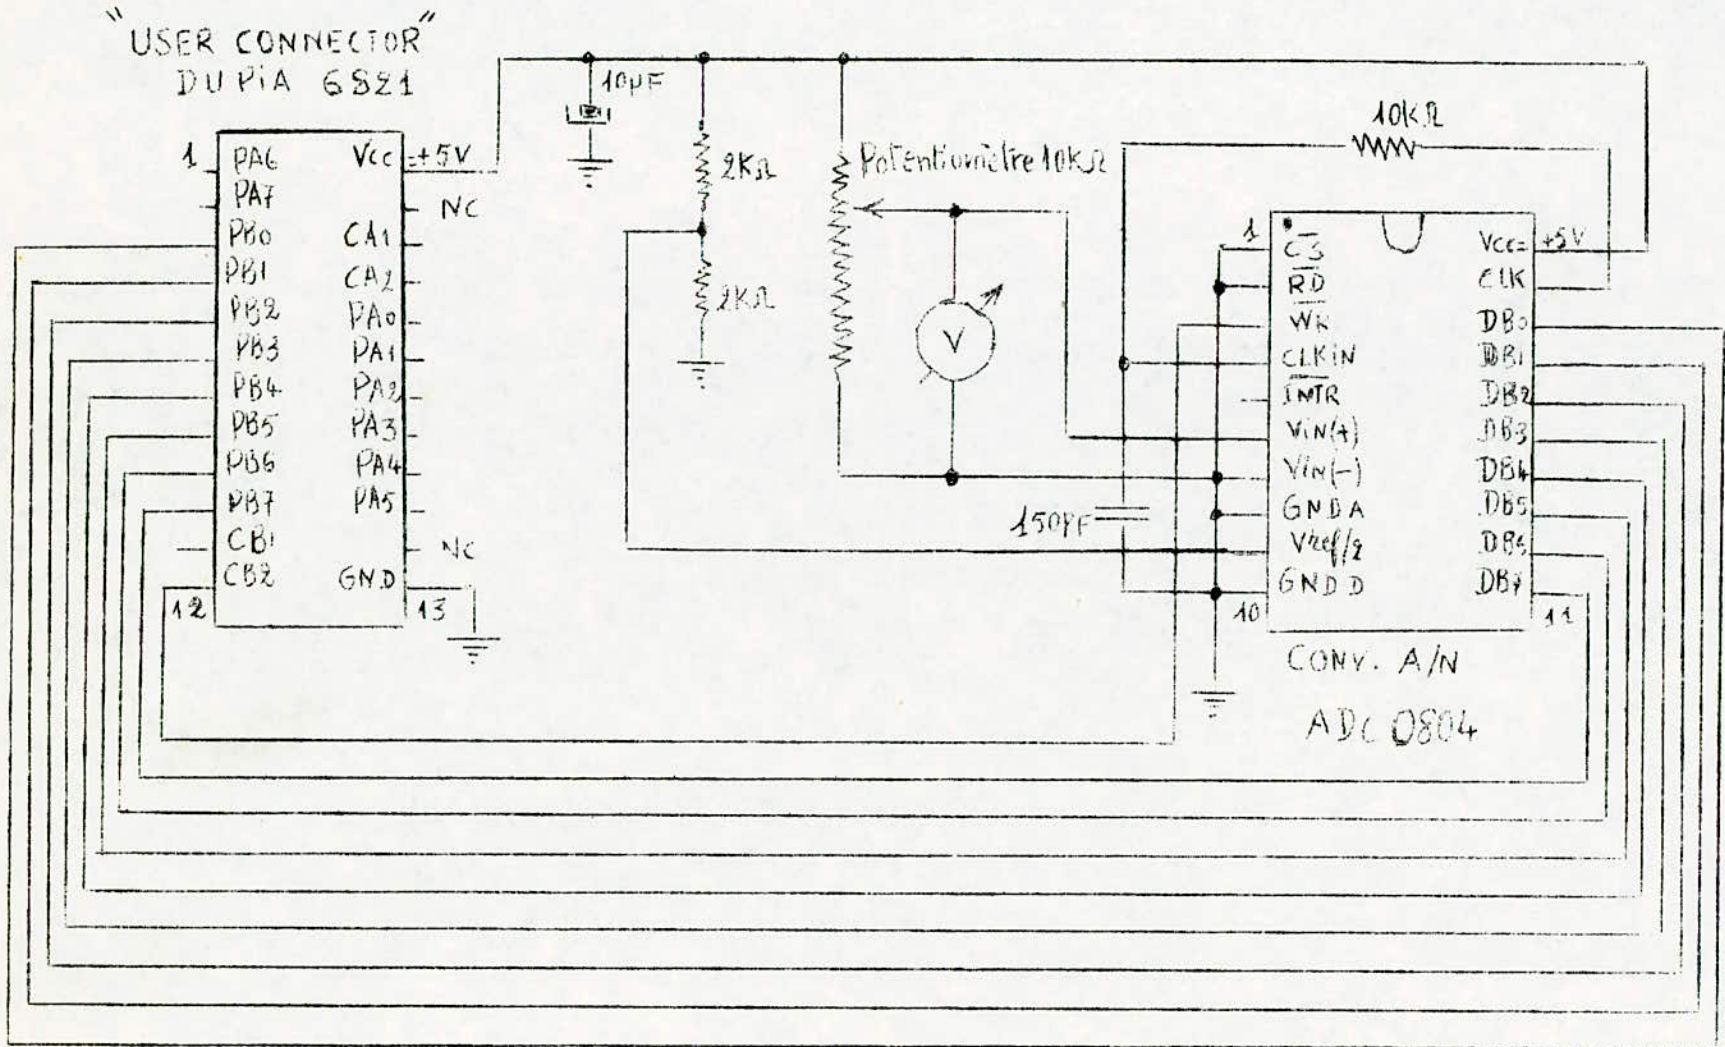 "USER CONNECTOR"
DU PiA 6821
10µF
1
PA6
Vcc = +5V
PA7
NC
PB0
CA1
PB1
CA2
PB2
PA0
PB3
PA1
PB4
PA2
PB5
PA3
PB6
PA4
PB7
PA5
CB1
NC
CB2
GND
12
13
2KΩ
2KΩ
Potentiomètre 10kΩ
V
150pF
10KΩ
1
CS
Vcc= +5V
RD
CLK
WR
DB0
CLKiN
DB1
INTR
DB2
ViN(+)
DB3
Vin(-)
DB4
GND A
DB5
Vref/2
DB6
GND D
DB7
10
11
CONV. A/N
ADC 0804